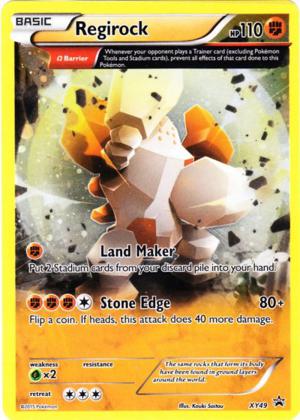 BASIC
Regirock HP110
Ω Barrier
Whenever your opponent plays a Trainer card (excluding Pokémon
Tools and Stadium cards), prevent all effects of that card done to this
Pokémon.
Land Maker
Put 2 Stadium cards from your discard pile into your hand.
Stone Edge 80+
Flip a coin. If heads, this attack does 40 more damage.
weakness resistance
×2
retreat
The same rocks that form its body have
been found in ground layers around
the world.
©2015 Pokémon Illus. Kouki Saitou XY49
PROMO